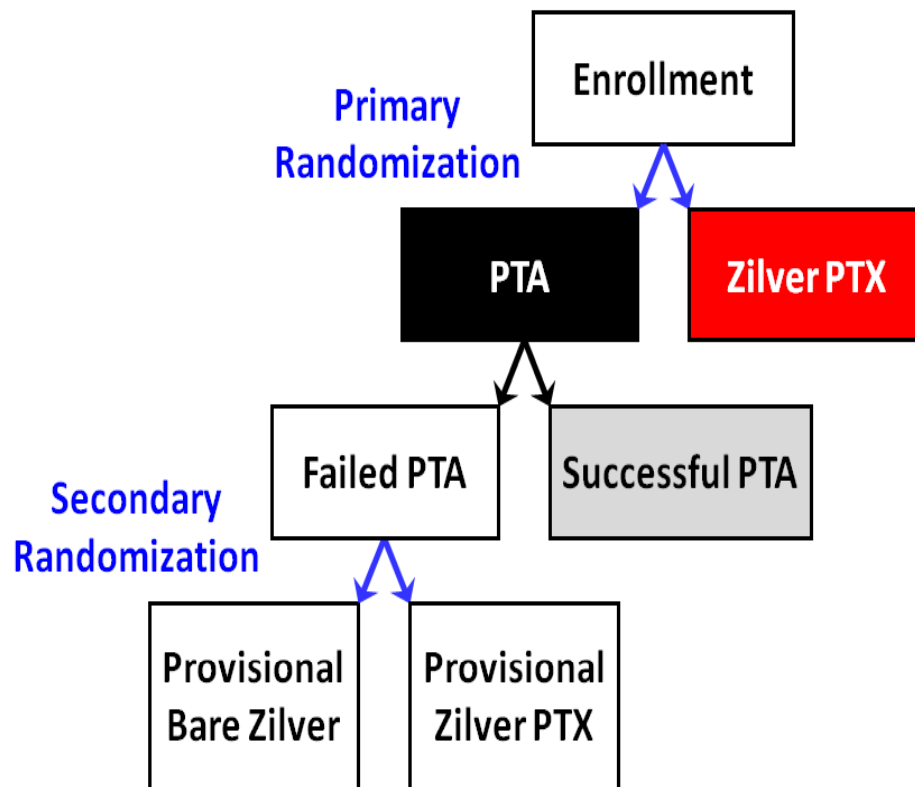 Enrollment
Primary
Randomization
PTA
Zilver PTX
Failed PTA
Successful PTA
Secondary
Randomization
Provisional
Bare Zilver
Provisional
Zilver PTX